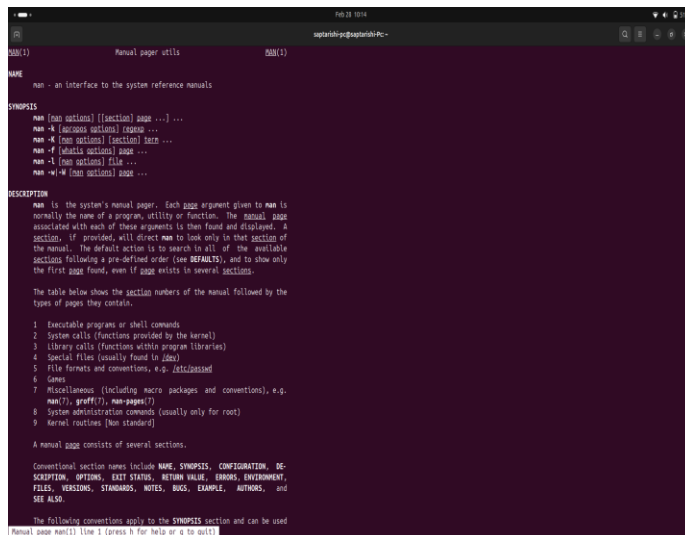 Feb 28 10:14
saptarishi-pc@saptarishi-Pc:~
MAN(1) Manual pager utils MAN(1)
NAME
man - an interface to the system reference manuals
SYNOPSIS
man [man options] [[section] page ...] ...
man -k [apropos options] regexp ...
man -K [man options] [section] term ...
man -f [whatis options] page ...
man -l [man options] file ...
man -w|-W [man options] page ...
DESCRIPTION
man is the system's manual pager. Each page argument given to man is
normally the name of a program, utility or function. The manual page
associated with each of these arguments is then found and displayed. A
section, if provided, will direct man to look only in that section of
the manual. The default action is to search in all of the available
sections following a pre-defined order (see DEFAULTS), and to show only
the first page found, even if page exists in several sections.
The table below shows the section numbers of the manual followed by the
types of pages they contain.
1 Executable programs or shell commands
2 System calls (functions provided by the kernel)
3 Library calls (functions within program libraries)
4 Special files (usually found in /dev)
5 File formats and conventions, e.g. /etc/passwd
6 Games
7 Miscellaneous (including macro packages and conventions), e.g.
man(7), groff(7), man-pages(7)
8 System administration commands (usually only for root)
9 Kernel routines [Non standard]
A manual page consists of several sections.
Conventional section names include NAME, SYNOPSIS, CONFIGURATION, DE-
SCRIPTION, OPTIONS, EXIT STATUS, RETURN VALUE, ERRORS, ENVIRONMENT,
FILES, VERSIONS, STANDARDS, NOTES, BUGS, EXAMPLE, AUTHORS, and
SEE ALSO.
The following conventions apply to the SYNOPSIS section and can be used
Manual page man(1) line 1 (press h for help or q to quit)